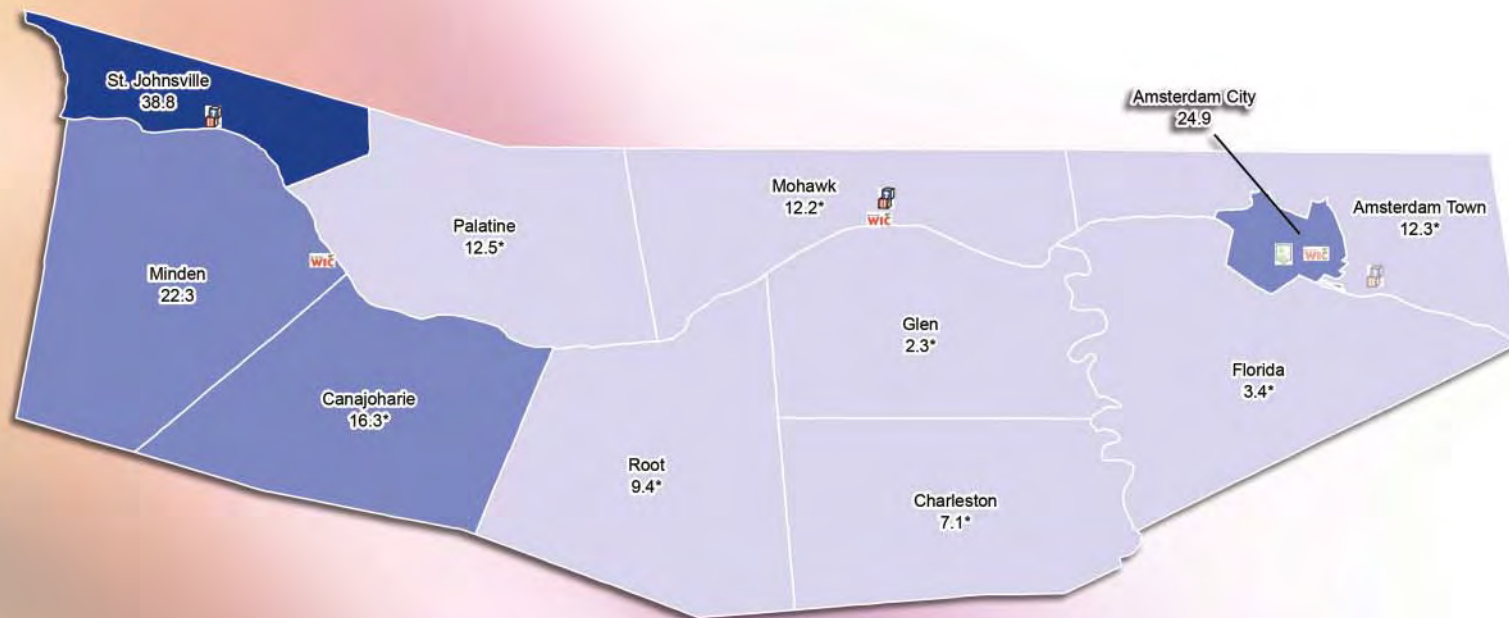 St. Johnsville
38.8
Amsterdam City
24.9
Mohawk
12.2*
WIC
Amsterdam Town
12.3*
Palatine
12.5*
WIC
WIC
Minden
22.3
Glen
2.3*
Florida
3.4*
Canajoharie
16.3*
Root
9.4*
Charleston
7.1*